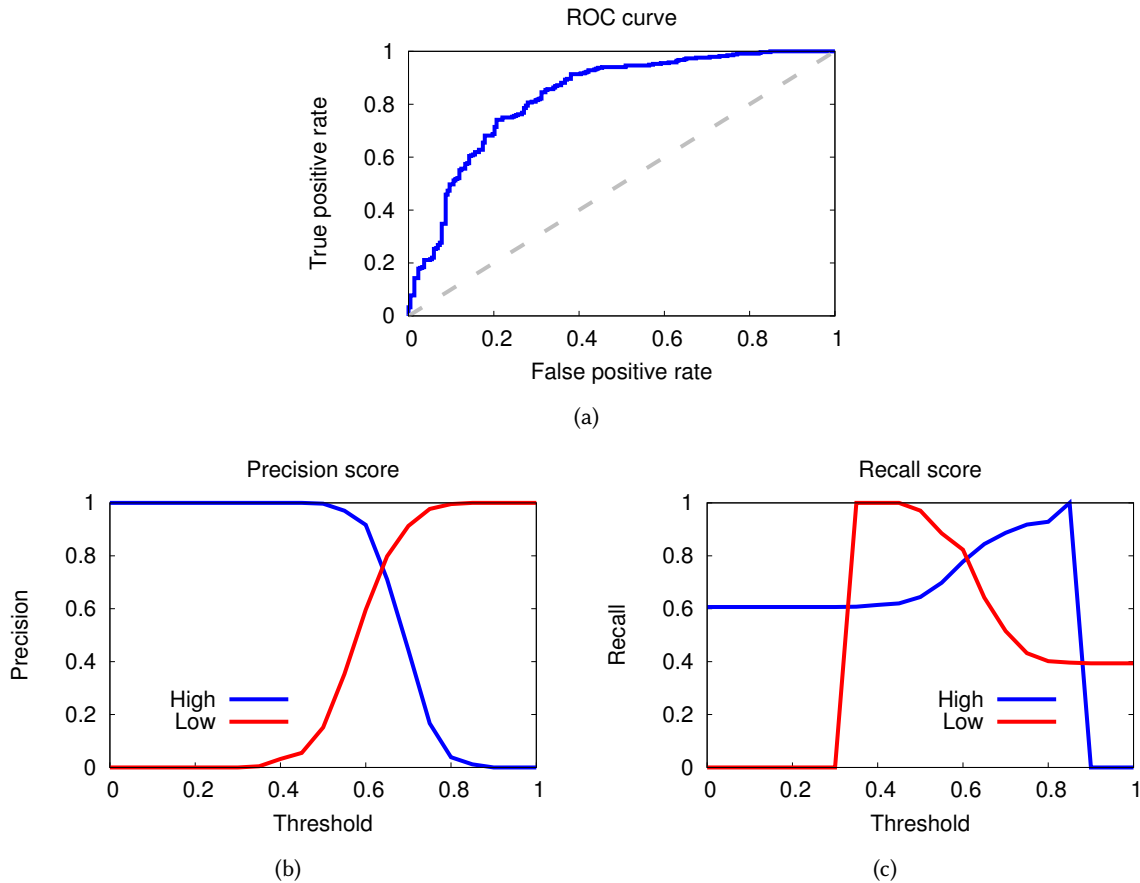 ROC curve
1
0.8
0.6
0.4
0.2
0
True positive rate
0.2 0.4 0.6 0.8 1
False positive rate
(a)
Precision score
1
0.8
0.6
0.4
0.2
0
Precision
High
Low
0 0.2 0.4 0.6 0.8 1
Threshold
(b)
Recall score
1
0.8
0.6
0.4
0.2
0
Recall
High
Low
0 0.2 0.4 0.6 0.8 1
Threshold
(c)